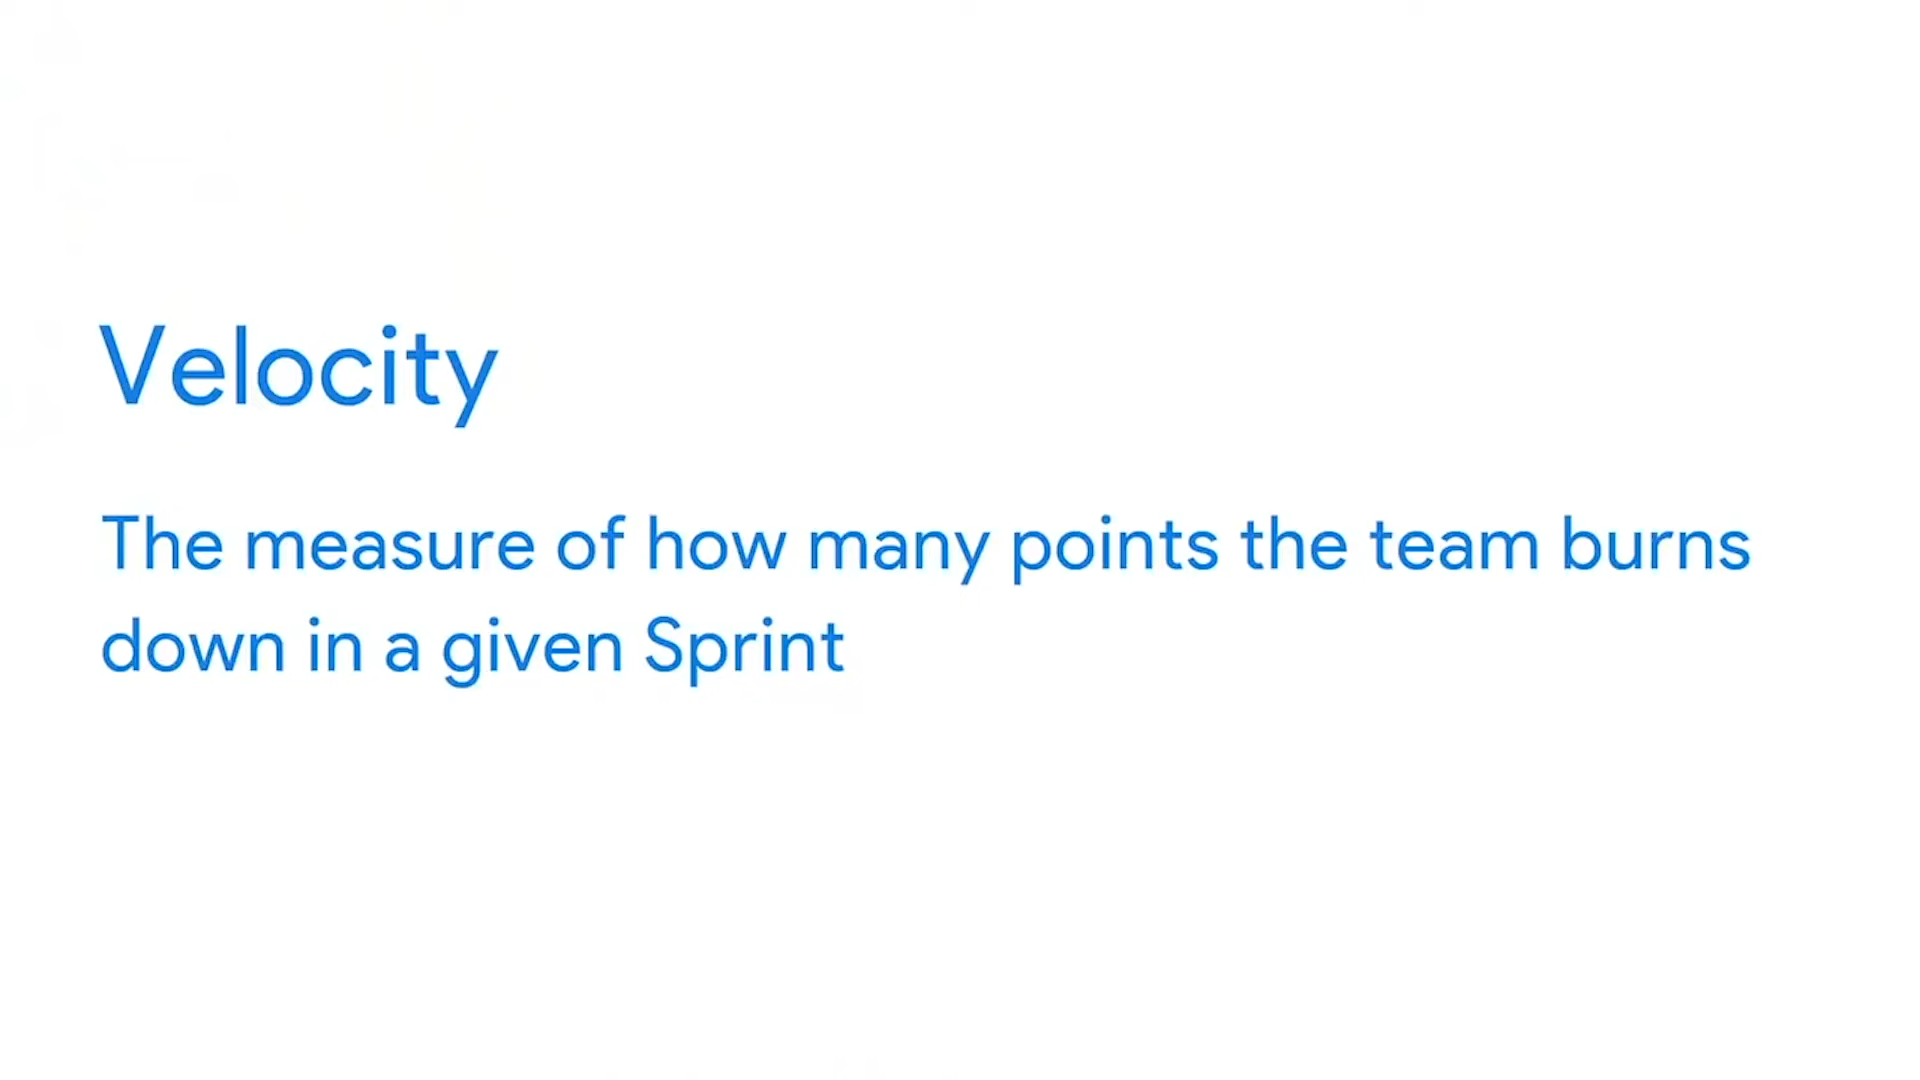 Velocity
The measure of how many points the team burns
down in a given Sprint